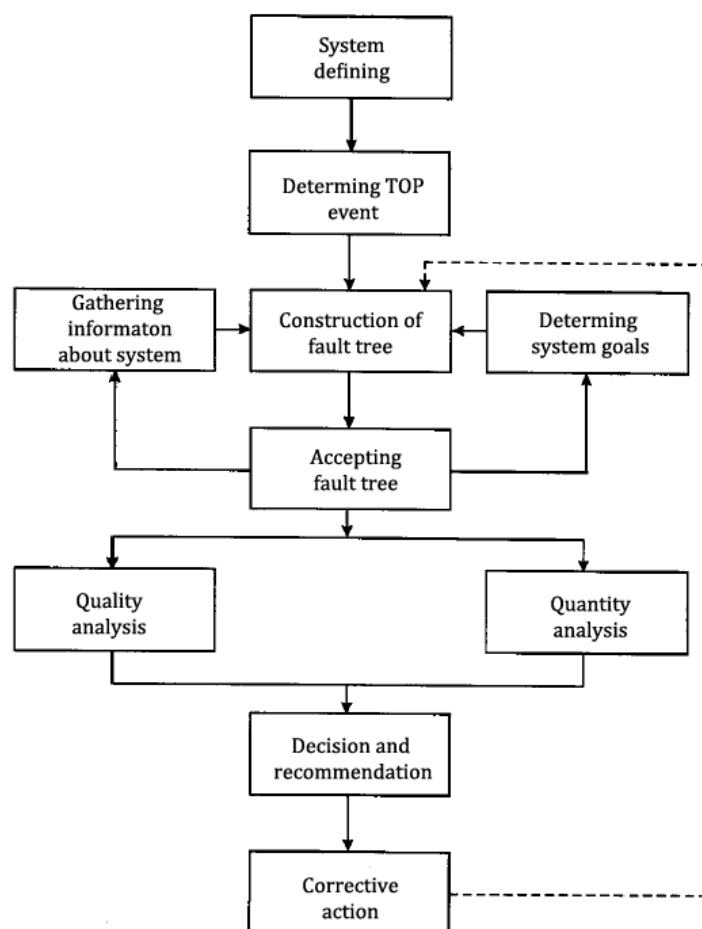 System
defining
Determing TOP
event
Gathering
informaton
about system
Construction of
fault tree
Determing
system goals
Accepting
fault tree
Quality
analysis
Quantity
analysis
Decision and
recommendation
Corrective
action